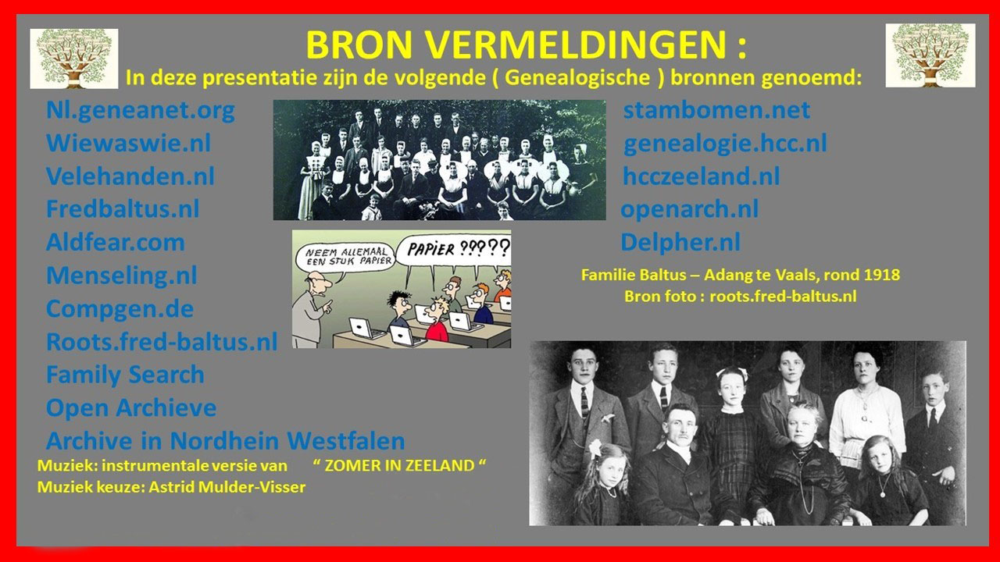 BRON VERMELDINGEN :
In deze presentatie zijn de volgende ( Genealogische ) bronnen genoemd:
Nl.geneanet.org
Wiewaswie.nl
Velehanden.nl
Fredbaltus.nl
Aldfear.com
Menseling.nl
Compgen.de
Roots.fred-baltus.nl
Family Search
Open Archieve
Archive in Nordhein Westfalen
Muziek: instrumentale versie van “ ZOMER IN ZEELAND “
Muziek keuze: Astrid Mulder-Visser
NEEM ALLEMAAL
EEN STUK PAPIER
PAPIER ?????
stambomen.net
genealogie.hcc.nl
hcczeeland.nl
openarch.nl
Delpher.nl
Familie Baltus – Adang te Vaals, rond 1918
Bron foto : roots.fred-baltus.nl